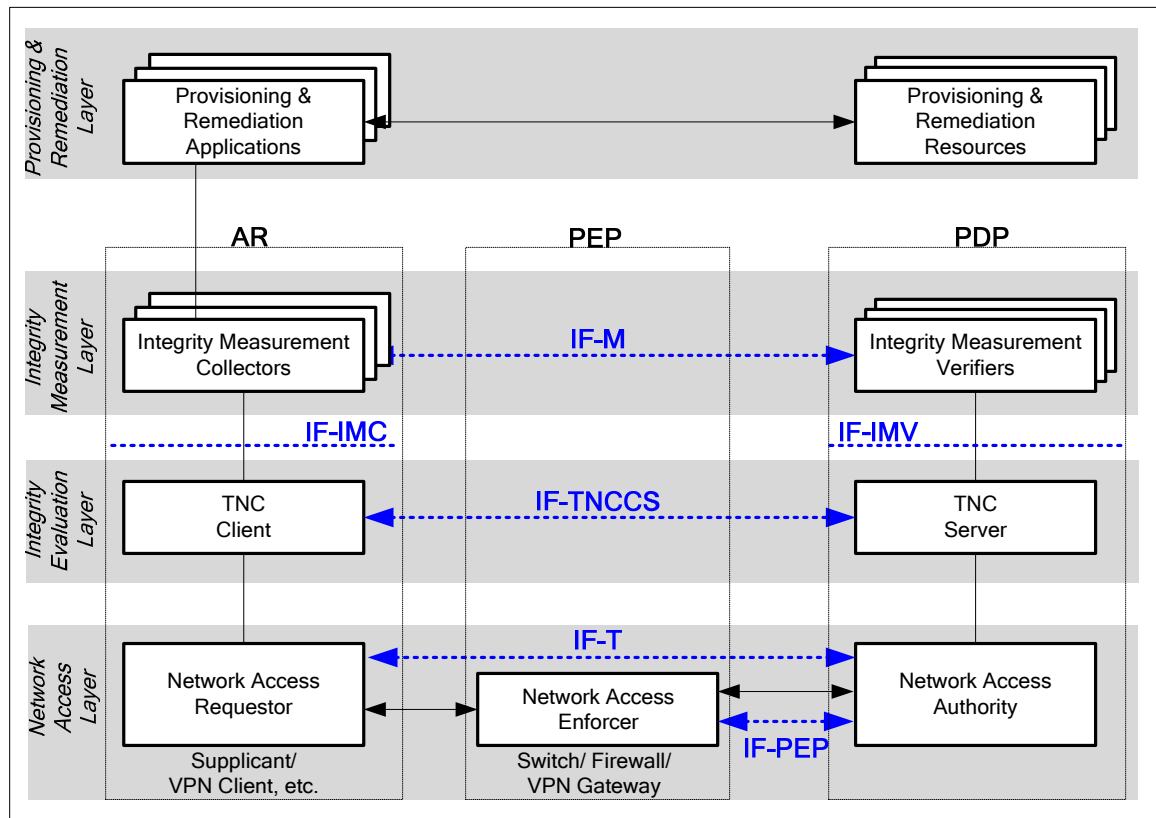 Provisioning &
Remediation
Layer
Provisioning &
Remediation
Applications
Provisioning &
Remediation
Resources
AR
PEP
PDP
Integrity
Measurement
Layer
Integrity Measurement
Collectors
IF-M
Integrity Measurement
Verifiers
IF-IMC
IF-IMV
Integrity
Evaluation
Layer
TNC
Client
IF-TNCCS
TNC
Server
Network
Access
Layer
IF-T
Network Access
Requestor
Network Access
Enforcer
Network Access
Authority
IF-PEP
Supplicant/
VPN Client, etc.
Switch/ Firewall/
VPN Gateway